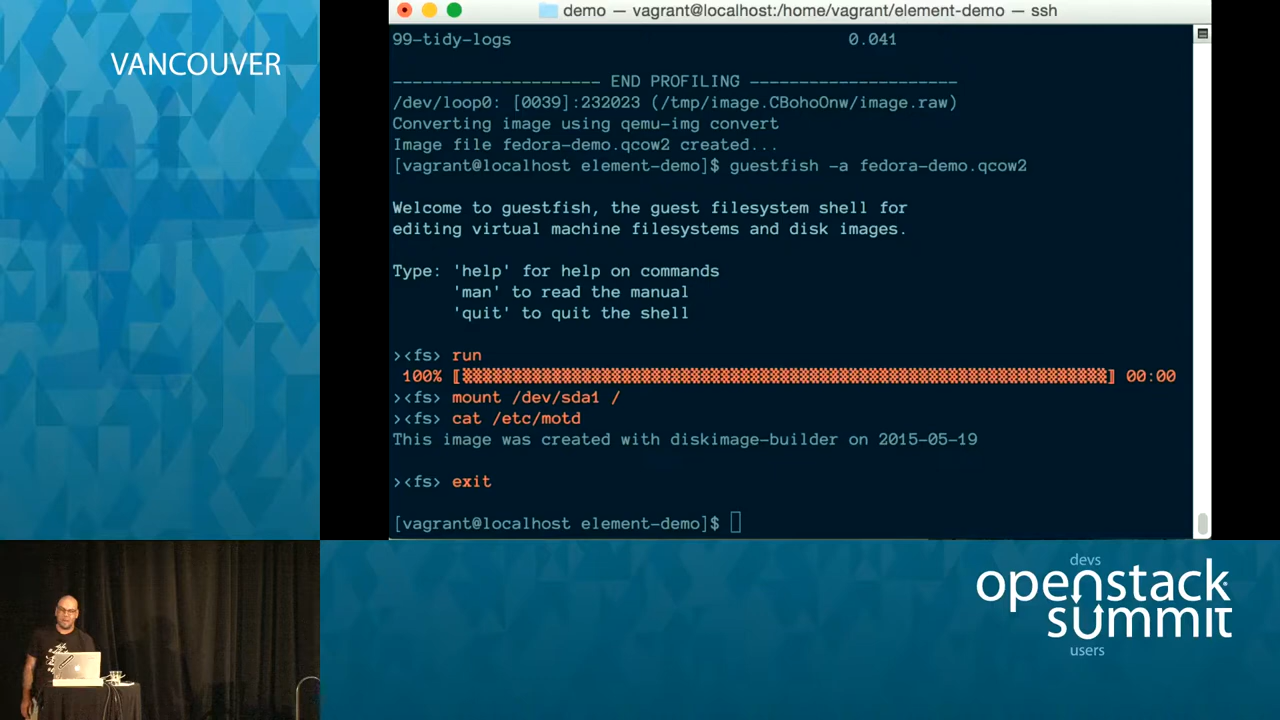 VANCOUVER
demo — vagrant@localhost:/home/vagrant/element-demo — ssh
99-tidy-logs 0.041
--------------------- END PROFILING ---------------------
/dev/loop0: [0039]:232023 (/tmp/image.CBohoOnw/image.raw)
Converting image using qemu-img convert
Image file fedora-demo.qcow2 created...
[vagrant@localhost element-demo]$ guestfish -a fedora-demo.qcow2
Welcome to guestfish, the guest filesystem shell for
editing virtual machine filesystems and disk images.
Type: 'help' for help on commands
'man' to read the manual
'quit' to quit the shell
><fs> run
100% [] 00:00
><fs> mount /dev/sda1 /
><fs> cat /etc/motd
This image was created with diskimage-builder on 2015-05-19
><fs> exit
[vagrant@localhost element-demo]$
devs
openstack
summit
users